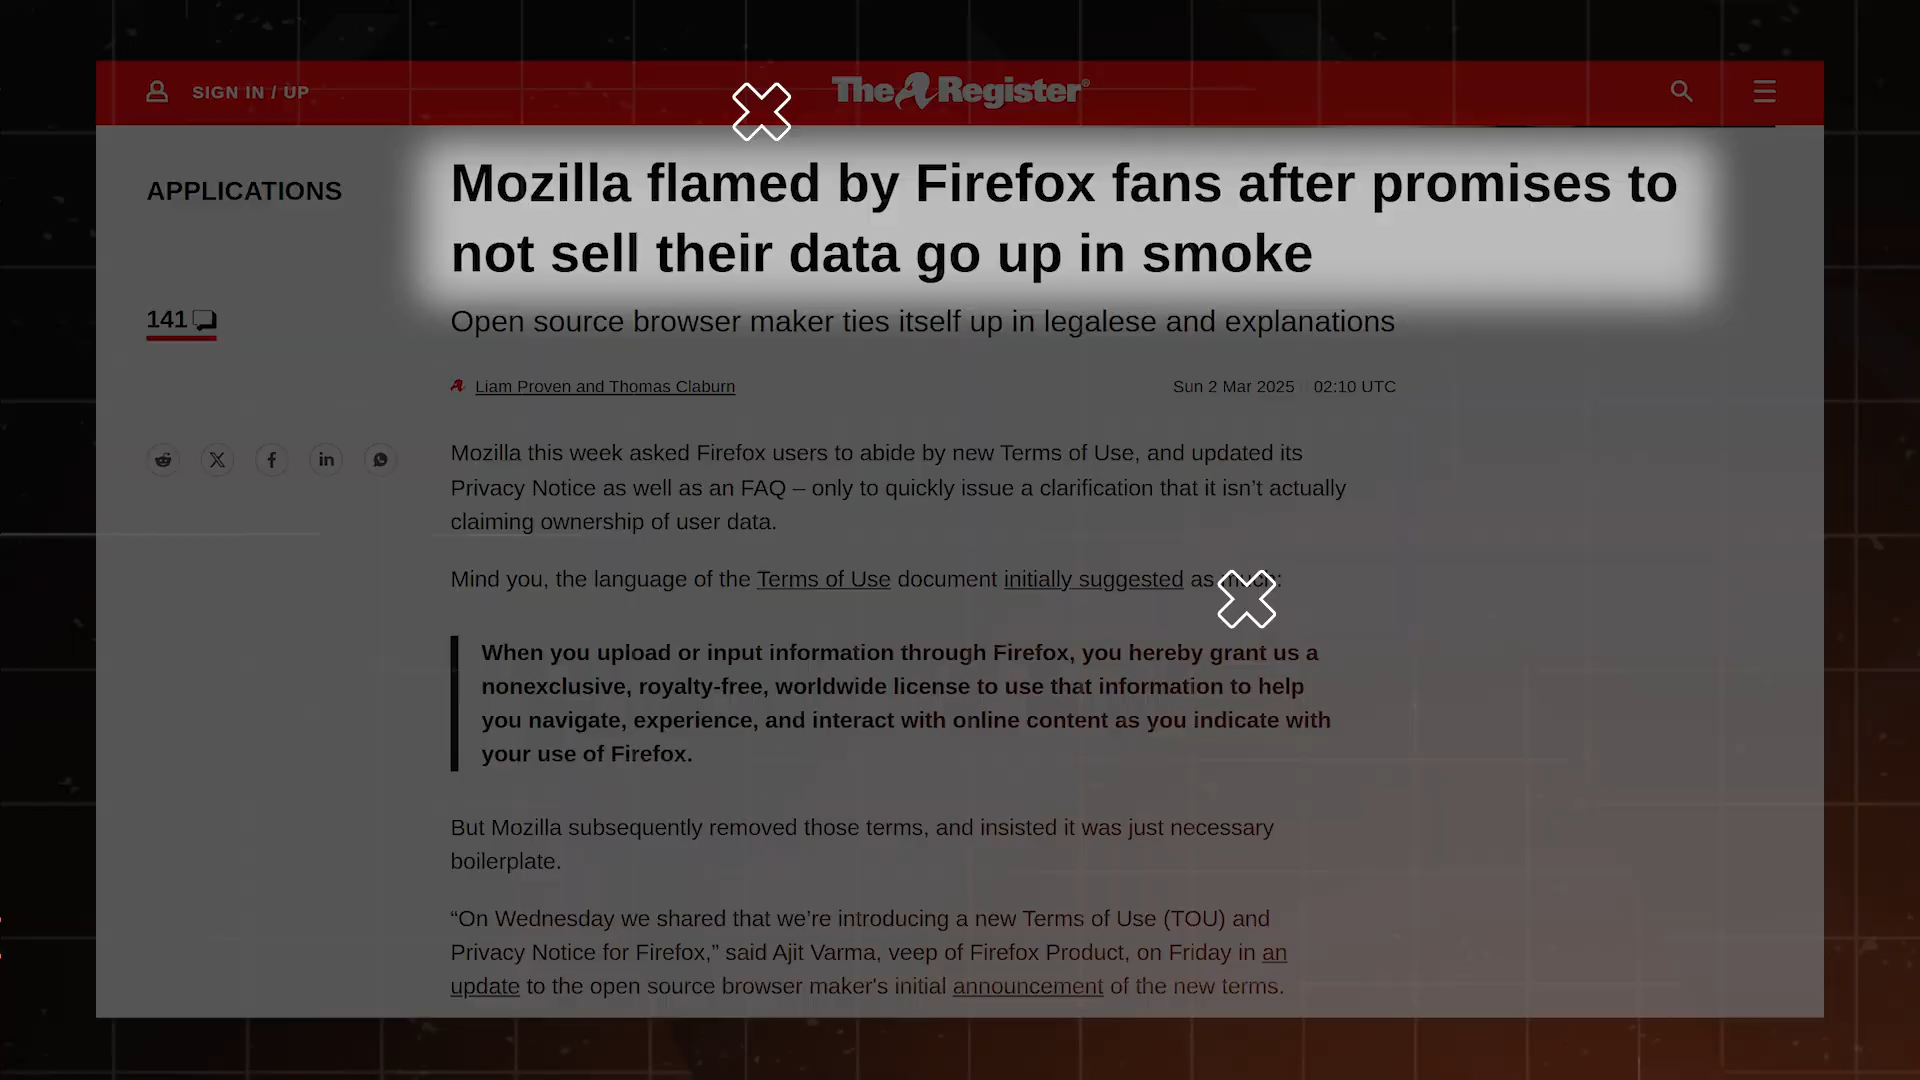 SIGN IN / UP
The Register®
APPLICATIONS
Mozilla flamed by Firefox fans after promises to
not sell their data go up in smoke
141
Open source browser maker ties itself up in legalese and explanations
Liam Proven and Thomas Claburn
Sun 2 Mar 2025 02:10 UTC
Mozilla this week asked Firefox users to abide by new Terms of Use, and updated its
Privacy Notice as well as an FAQ – only to quickly issue a clarification that it isn’t actually
claiming ownership of user data.
Mind you, the language of the Terms of Use document initially suggested as much:
When you upload or input information through Firefox, you hereby grant us a
nonexclusive, royalty-free, worldwide license to use that information to help
you navigate, experience, and interact with online content as you indicate with
your use of Firefox.
But Mozilla subsequently removed those terms, and insisted it was just necessary
boilerplate.
“On Wednesday we shared that we’re introducing a new Terms of Use (TOU) and
Privacy Notice for Firefox,” said Ajit Varma, veep of Firefox Product, on Friday in an
update to the open source browser maker's initial announcement of the new terms.